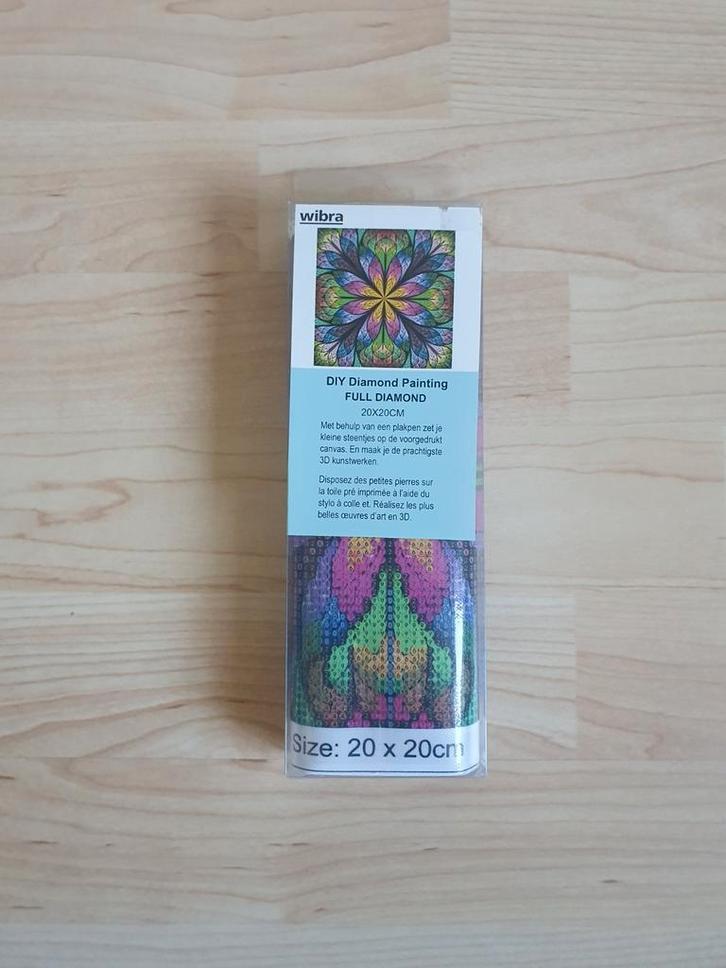 wibra
DIY Diamond Painting
FULL DIAMOND
20X20CM
Met behulp van een plakpen zet je
kleine steentjes op de voorgedrukt
canvas. En maak je de prachtigste
3D kunstwerken.
Disposez des petites pierres sur
la toile pré imprimée à l'aide du
stylo à colle et. Réalisez les plus
belles œuvres d'art en 3D.
Size: 20 x 20cm